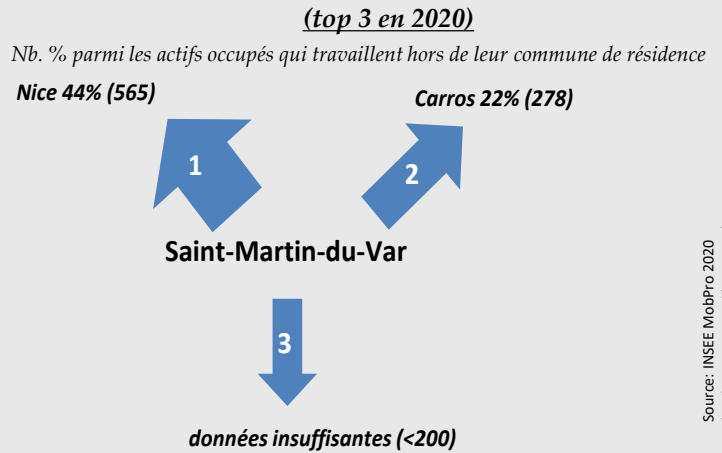 (top 3 en 2020)
Nb. % parmi les actifs occupés qui travaillent hors de leur commune de résidence
Nice 44% (565)
Carros 22% (278)
1
2
Saint-Martin-du-Var
3
données insuffisantes (<200)
Source: INSEE MobPro 2020